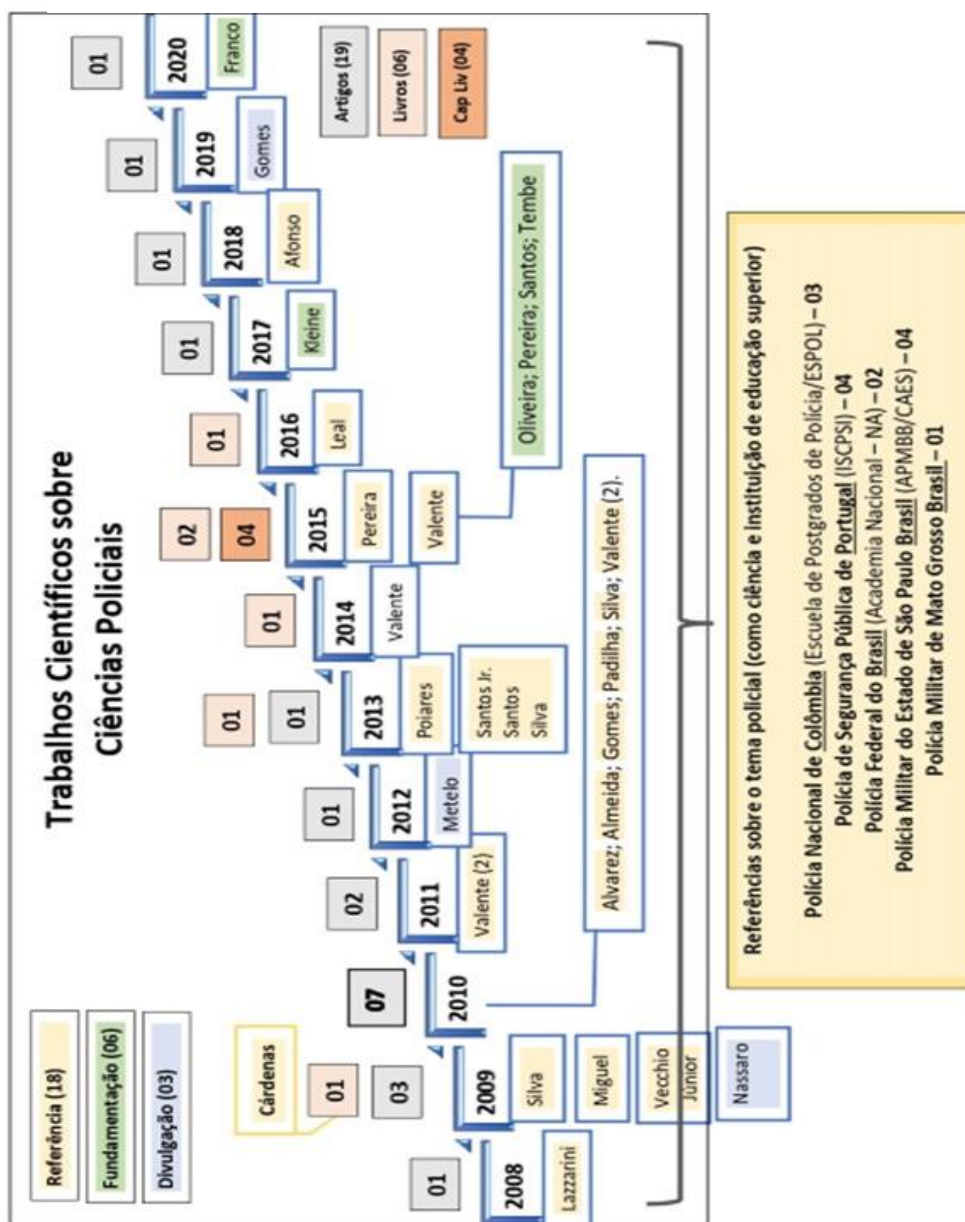 Trabalhos Científicos sobre
Ciências Policiais
Referência (18)
Fundamentação (06)
Divulgação (03)
Artigos (19)
Livros (06)
Cap Liv (04)
01
2008
Lazzarini
Cárdenas
01
03
2009
Silva
Miguel
Vecchio
Júnior
Nassaro
07
2010
Alvarez; Almeida; Gomes; Padilha; Silva; Valente (2).
02
2011
Valente (2)
01
2012
Metelo
01
01
2013
Poiares
Santos Jr.
Santos
Silva
01
2014
Valente
02
04
2015
Pereira
Valente
Oliveira; Pereira; Santos; Tembe
01
2016
Leal
01
2017
Kleine
01
2018
Afonso
01
2019
Gomes
01
2020
Franco
Referências sobre o tema policial (como ciência e instituição de educação superior)
Polícia Nacional de Colômbia (Escuela de Postgrados de Polícia/ESPOL) – 03
Polícia de Segurança Pública de Portugal (ISCPSI) – 04
Polícia Federal do Brasil (Academia Nacional – NA) – 02
Polícia Militar do Estado de São Paulo Brasil (APMBB/CAES) – 04
Polícia Militar de Mato Grosso Brasil – 01